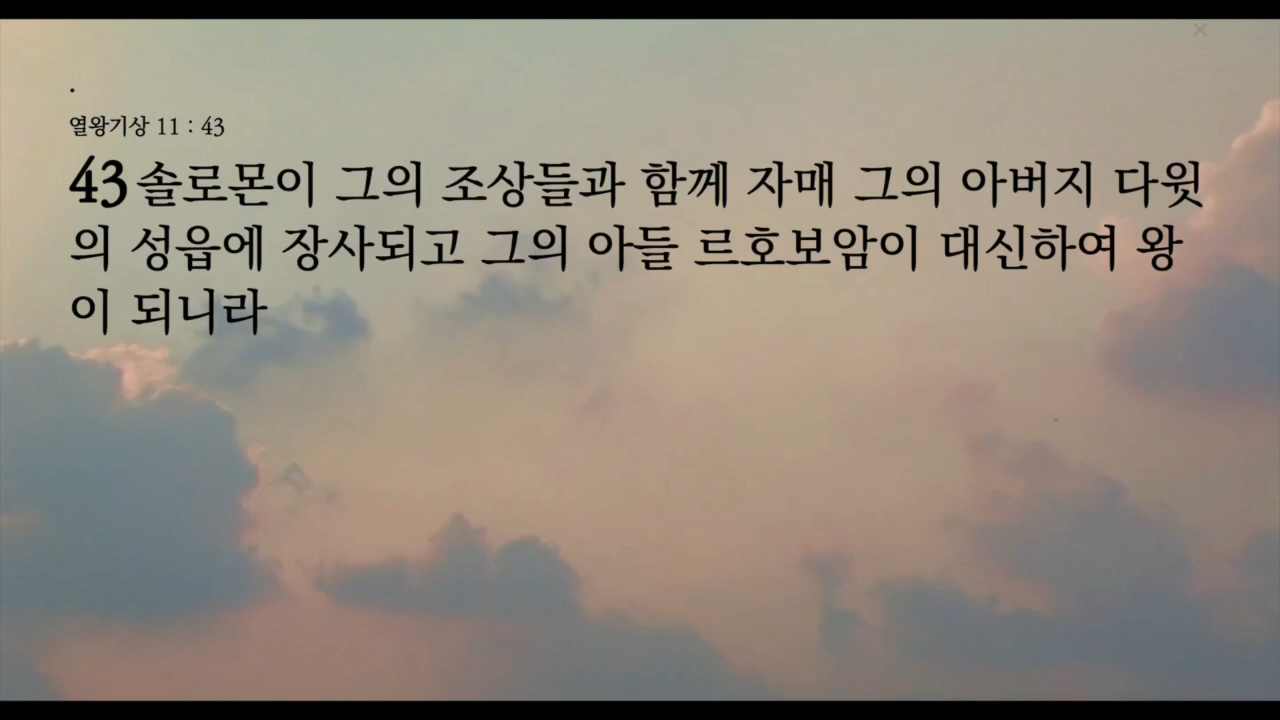 .
열왕기상 11 : 43
43 솔로몬이 그의 조상들과 함께 자매 그의 아버지 다윗
의 성읍에 장사되고 그의 아들 르호보암이 대신하여 왕
이 되니라